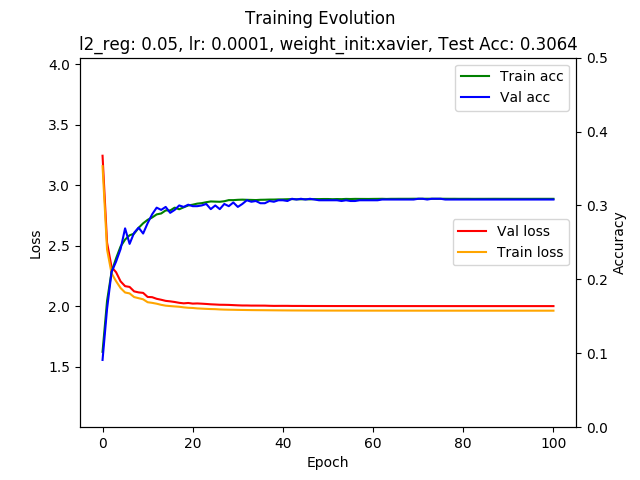 Training Evolution
l2_reg: 0.05, lr: 0.0001, weight_init:xavier, Test Acc: 0.3064
4.0
3.5
3.0
2.5
2.0
1.5
Loss
0.5
0.4
0.3
0.2
0.1
0.0
Accuracy
Train acc
Val acc
Val loss
Train loss
0
20
40
60
80
100
Epoch